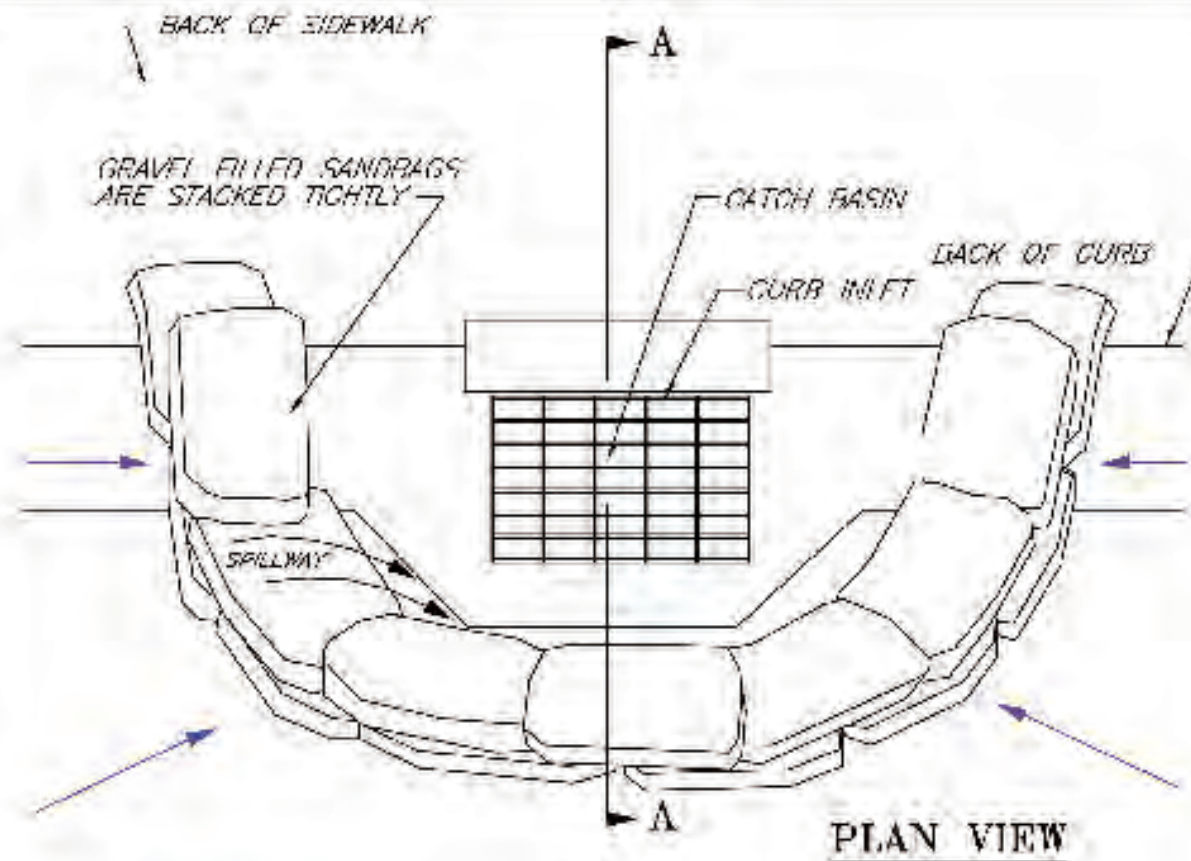 BACK OF SIDEWALK
A
GRAVEL FILLED SANDBAGS
ARE STACKED TIGHTLY
CATCH BASIN
BACK OF CURB
CURB INLET
SPILLWAY
A
PLAN VIEW